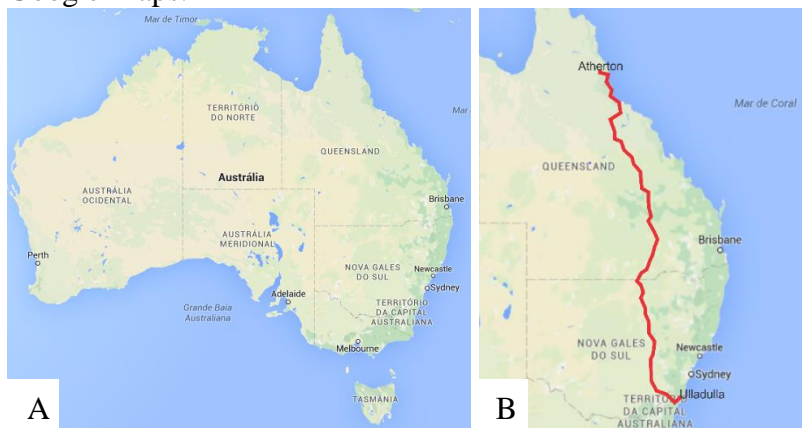 Mar de Timor
TERRITÓRIO
DO NORTE
Mar
QUEENSLAND
Austrália
AUSTRÁLIA
OCIDENTAL
Brisbane
AUSTRÁLIA
MERIDIONAL
Perth
NOVA GALES
DO SUL
Newcastle
Sydney
Adelaide
Grande Baía
Australiana
TERRITÓRIO
DA CAPITAL
AUSTRALIANA
Melbourne
TASMÂNIA
A
Atherton
Mar de Coral
QUEENSLAND
Brisbane
NOVA GALES
DO SUL
Newcastle
Sydney
Ulladulla
TERRITÓRIO
DA CAPITAL
AUSTRALIANA
B